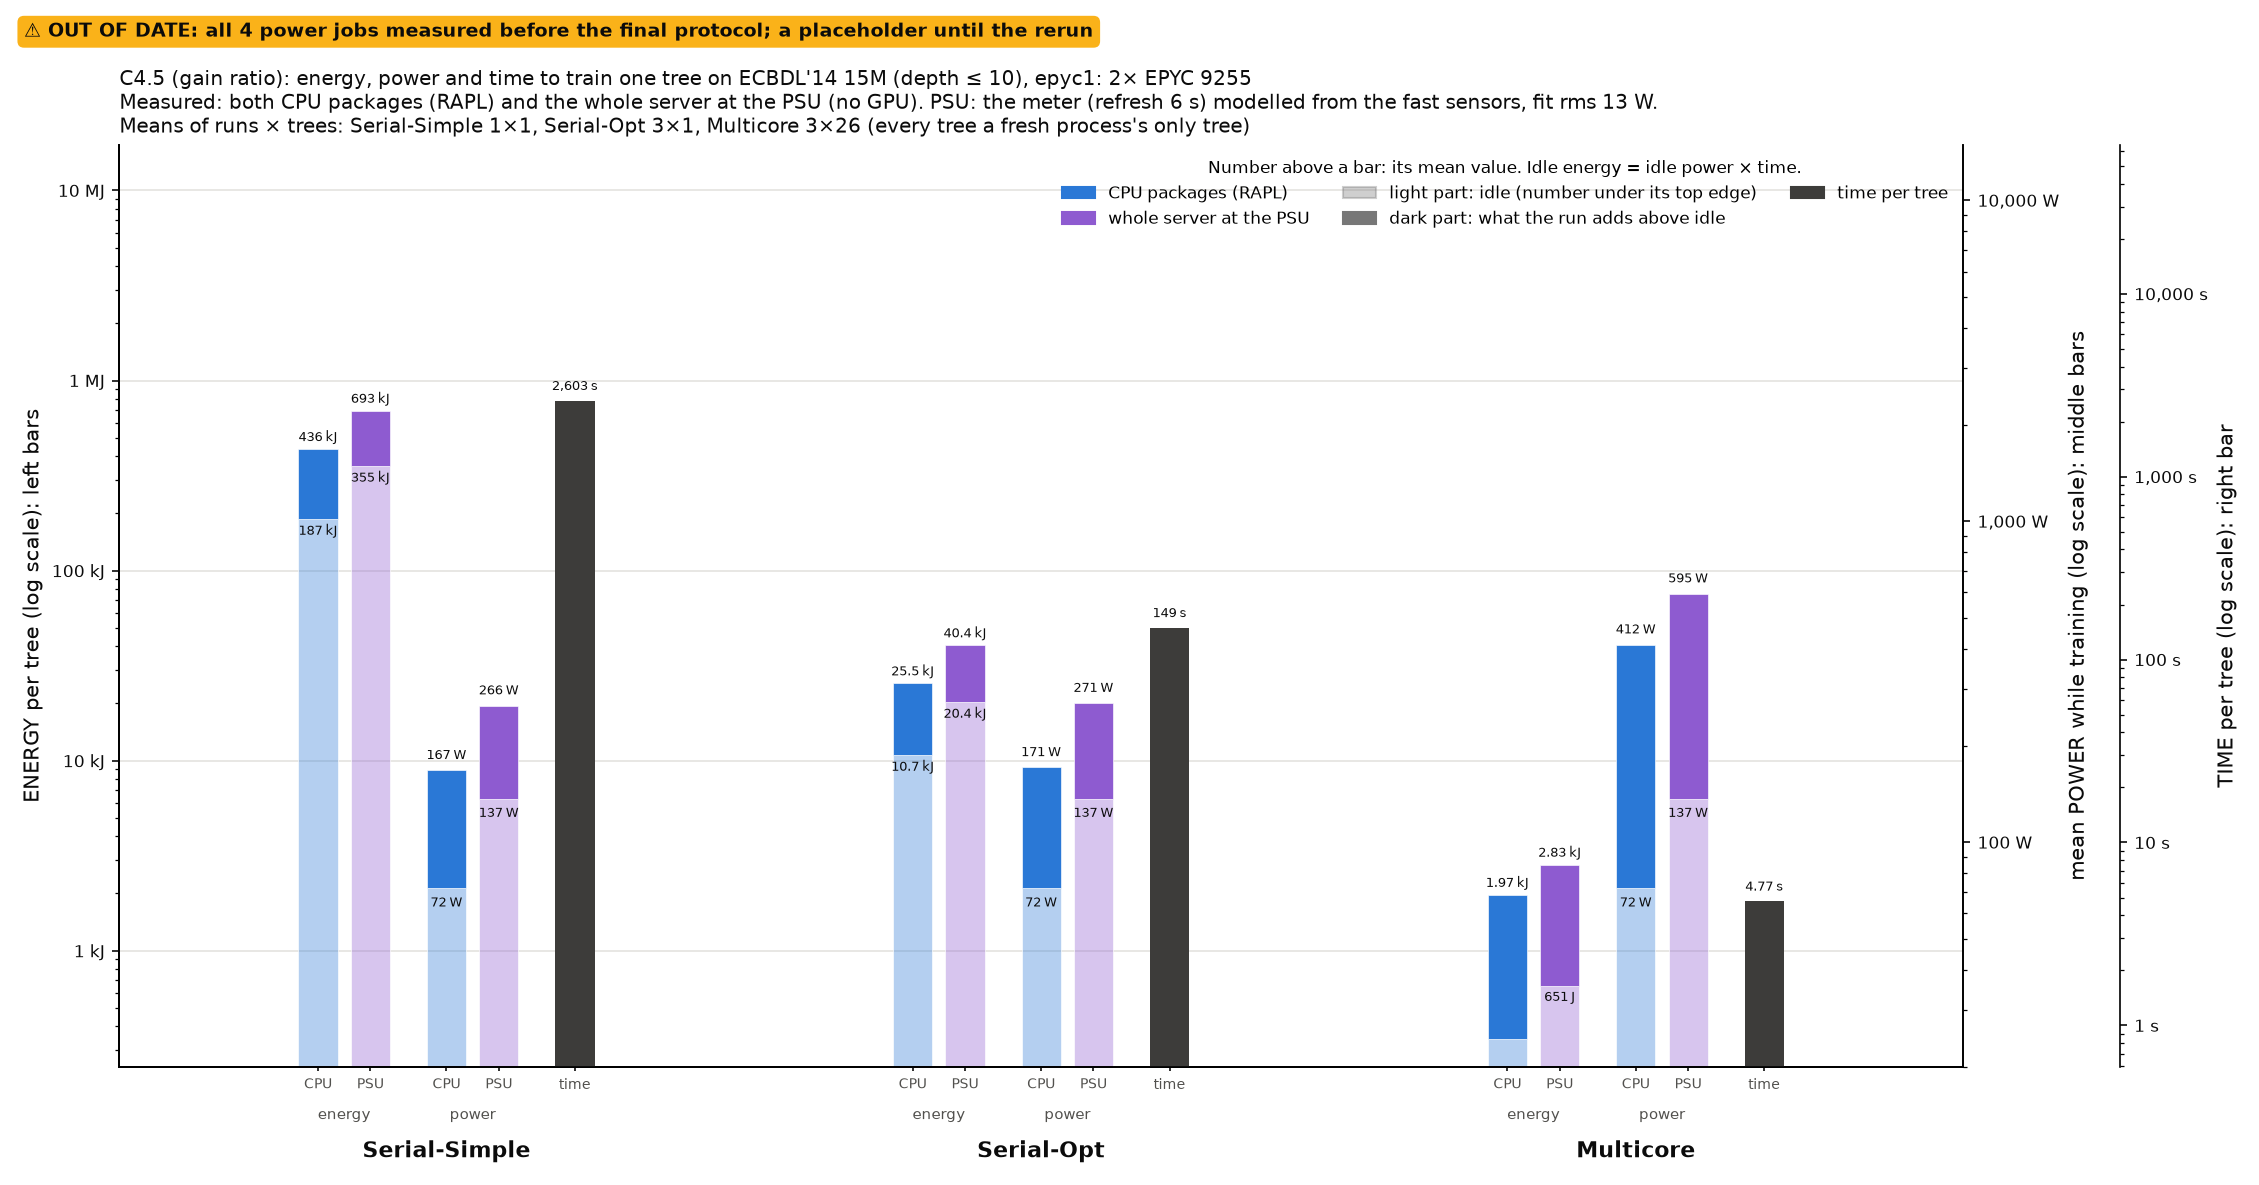 ⚠ OUT OF DATE: all 4 power jobs measured before the final protocol; a placeholder until the rerun
C4.5 (gain ratio): energy, power and time to train one tree on ECBDL'14 15M (depth ≤ 10), epyc1: 2× EPYC 9255
Measured: both CPU packages (RAPL) and the whole server at the PSU (no GPU). PSU: the meter (refresh 6 s) modelled from the fast sensors, fit rms 13 W.
Means of runs × trees: Serial-Simple 1×1, Serial-Opt 3×1, Multicore 3×26 (every tree a fresh process's only tree)
Number above a bar: its mean value. Idle energy = idle power × time.
CPU packages (RAPL)
whole server at the PSU
light part: idle (number under its top edge)
dark part: what the run adds above idle
time per tree
ENERGY per tree (log scale): left bars
10 MJ
1 MJ
100 kJ
10 kJ
1 kJ
436 kJ
187 kJ
693 kJ
355 kJ
167 W
72 W
266 W
137 W
2,603 s
25.5 kJ
10.7 kJ
40.4 kJ
20.4 kJ
171 W
72 W
271 W
137 W
149 s
1.97 kJ
2.83 kJ
651 J
412 W
72 W
595 W
137 W
4.77 s
10,000 W
1,000 W
100 W
mean POWER while training (log scale): middle bars
10,000 s
1,000 s
100 s
10 s
1 s
TIME per tree (log scale): right bar
CPU PSU CPU PSU time
energy power
Serial-Simple
CPU PSU CPU PSU time
energy power
Serial-Opt
CPU PSU CPU PSU time
energy power
Multicore